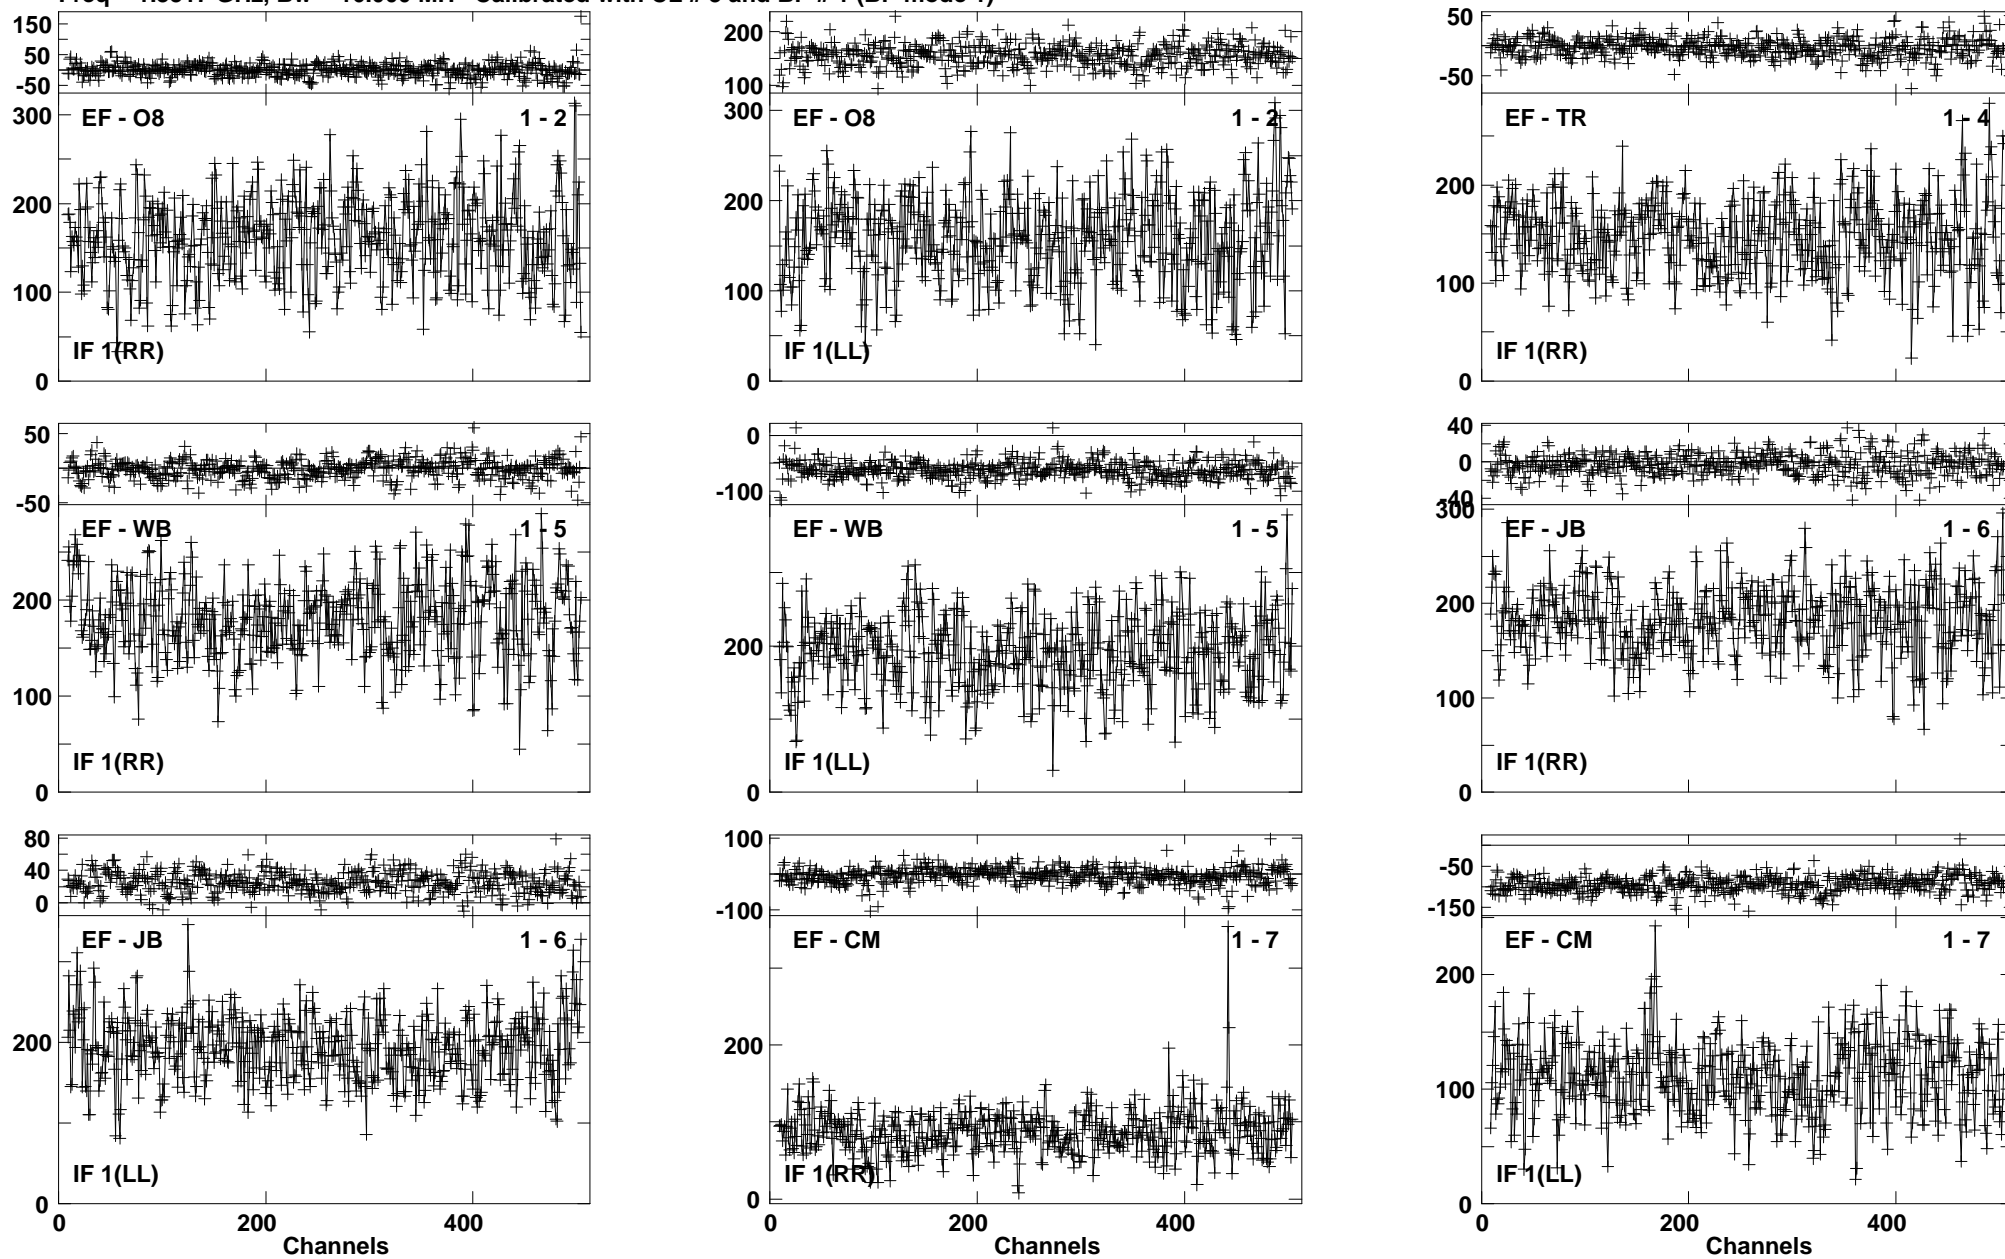 150 50 -50 200 100 50 -50
300 200 100 0 EF - O8 1 - 2 IF 1(RR)
300 200 100 0 EF - O8 1 - 2 IF 1(LL)
200 100 0 EF - TR 1 - 4 IF 1(RR)
50 -50 0 -100 40 0 -40
200 100 0 EF - WB 1 - 5 IF 1(RR)
200 0 EF - WB 1 - 5 IF 1(LL)
300 200 100 0 EF - JB 1 - 6 IF 1(RR)
80 40 0 100 -100 -50 -150
200 0 EF - JB 1 - 6 IF 1(LL)
200 0 EF - CM 1 - 7 IF 1(RR)
200 100 0 EF - CM 1 - 7 IF 1(LL)
0 200 400 0 200 400 0 200 400
Channels Channels